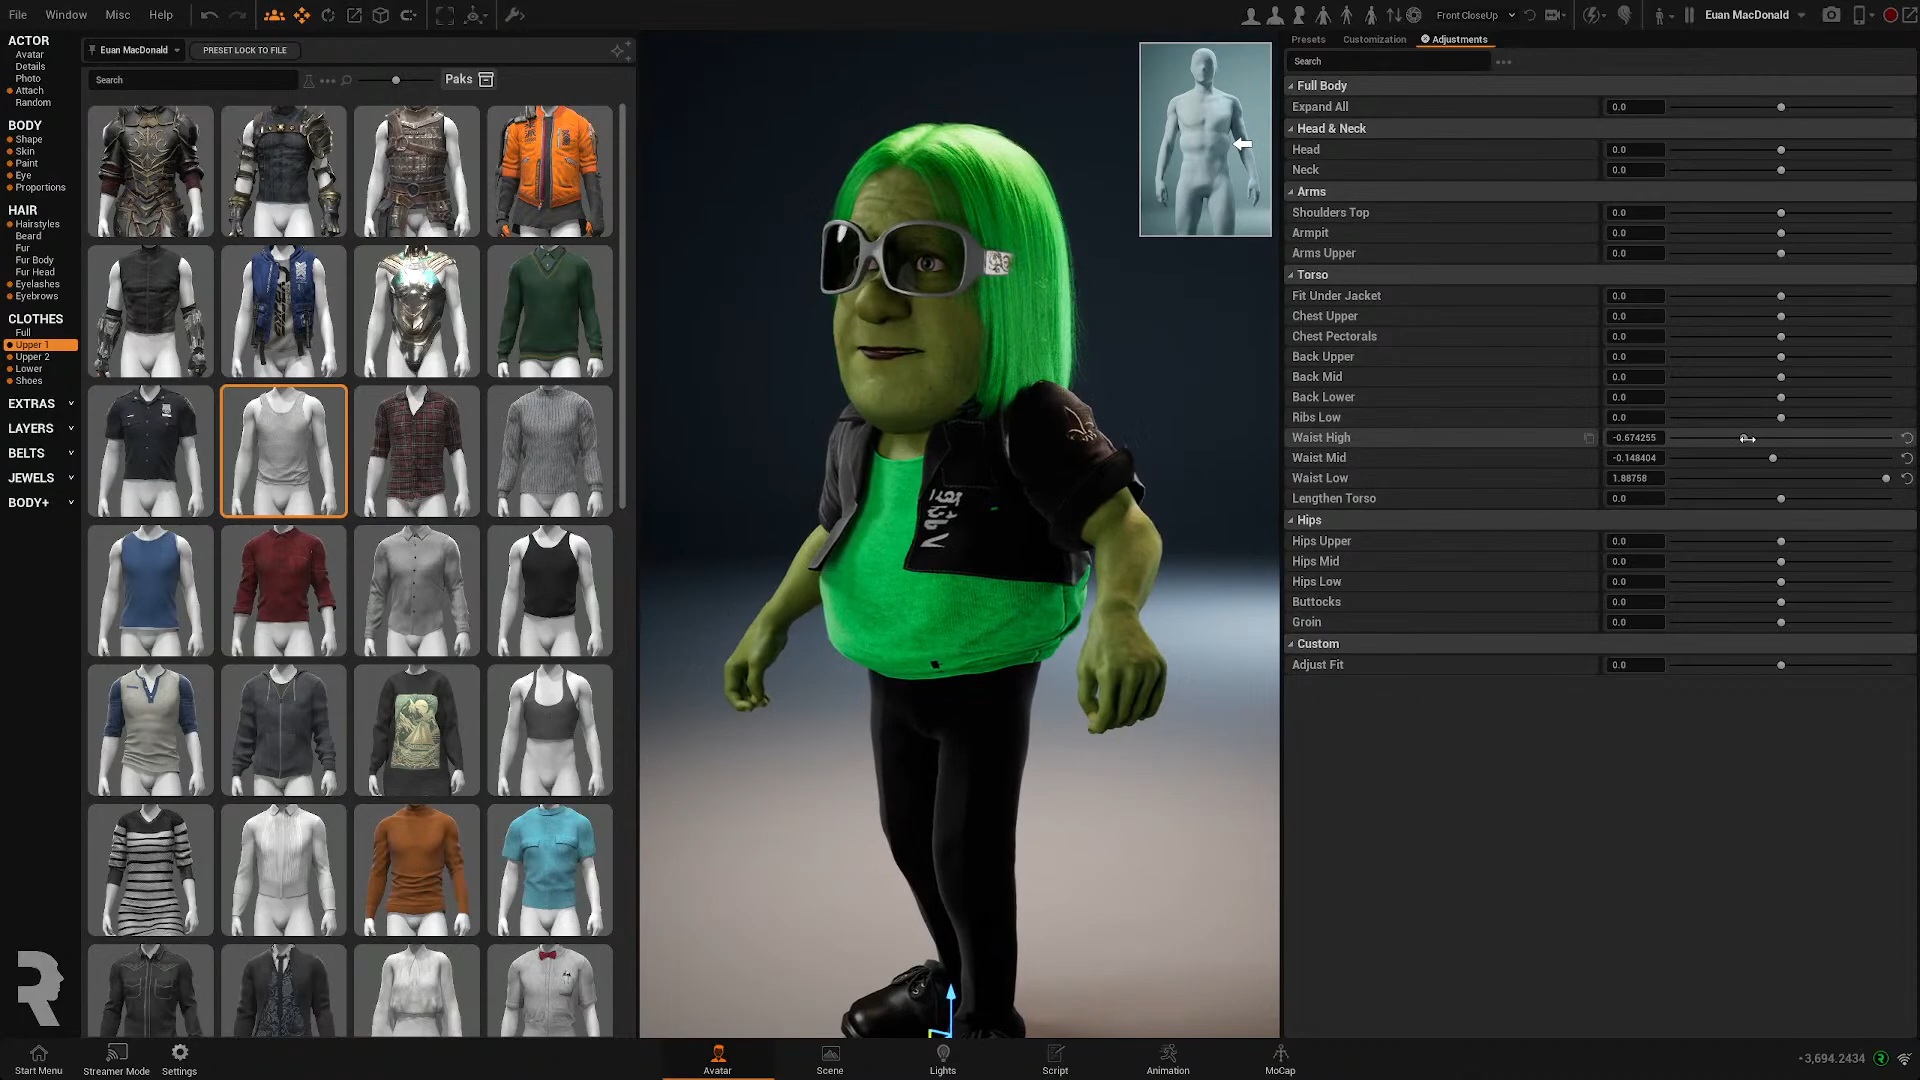 File Window Misc Help
Front CloseUp
Euan MacDonald
ACTOR
Avatar
Details
Photo
Attach
Random
BODY
Shape
Skin
Paint
Eye
Proportions
HAIR
Hairstyles
Beard
Fur
Fur Body
Fur Head
Eyelashes
Eyebrows
CLOTHES
Full
Upper 1
Upper 2
Lower
Shoes
EXTRAS
LAYERS
BELTS
JEWELS
BODY+
Euan MacDonald
PRESET LOCK TO FILE
Search
Paks
Presets Customization Adjustments
Search
Full Body
Expand All 0.0
Head & Neck
Head 0.0
Neck 0.0
Arms
Shoulders Top 0.0
Armpit 0.0
Arms Upper 0.0
Torso
Fit Under Jacket 0.0
Chest Upper 0.0
Chest Pectorals 0.0
Back Upper 0.0
Back Mid 0.0
Back Lower 0.0
Ribs Low 0.0
Waist High -0.674255
Waist Mid -0.148404
Waist Low 1.88758
Lengthen Torso 0.0
Hips
Hips Upper 0.0
Hips Mid 0.0
Hips Low 0.0
Buttocks 0.0
Groin 0.0
Custom
Adjust Fit 0.0
Start Menu
Streamer Mode
Settings
Avatar
Scene
Lights
Script
Animation
MoCap
3,694.2434